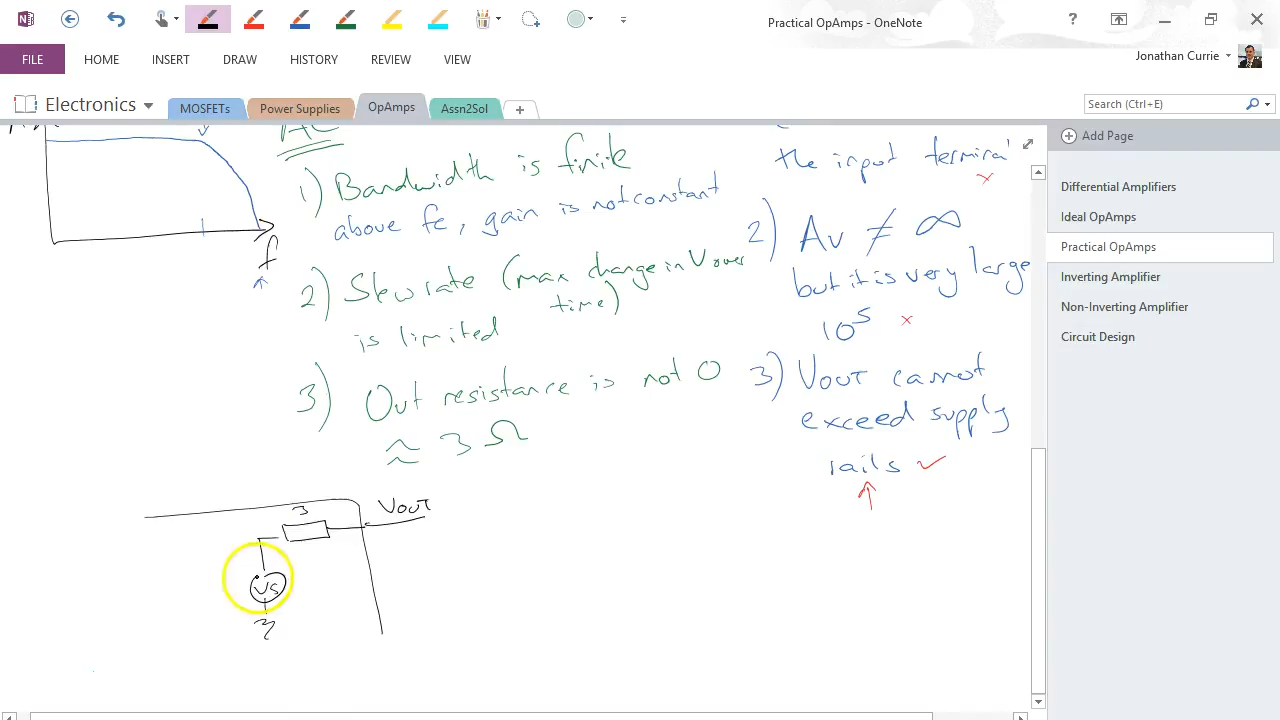 Practical OpAmps - OneNote
?
FILE
HOME
INSERT
DRAW
HISTORY
REVIEW
VIEW
Jonathan Currie
Electronics
MOSFETs
Power Supplies
OpAmps
Assn2Sol
Search (Ctrl+E)
Add Page
Differential Amplifiers
Ideal OpAmps
Practical OpAmps
Inverting Amplifier
Non-Inverting Amplifier
Circuit Design
f
AC
1) Bandwidth is finite
above fc, gain is not constant
2) Slew rate (max change in V over
time)
is limited
3) Out resistance is not 0
≈ 3 Ω
the input termina
2) Av ≠ ∞
but it is very large
10^5
3) VOUT cannot
exceed supply
rails
3
VOUT
VS